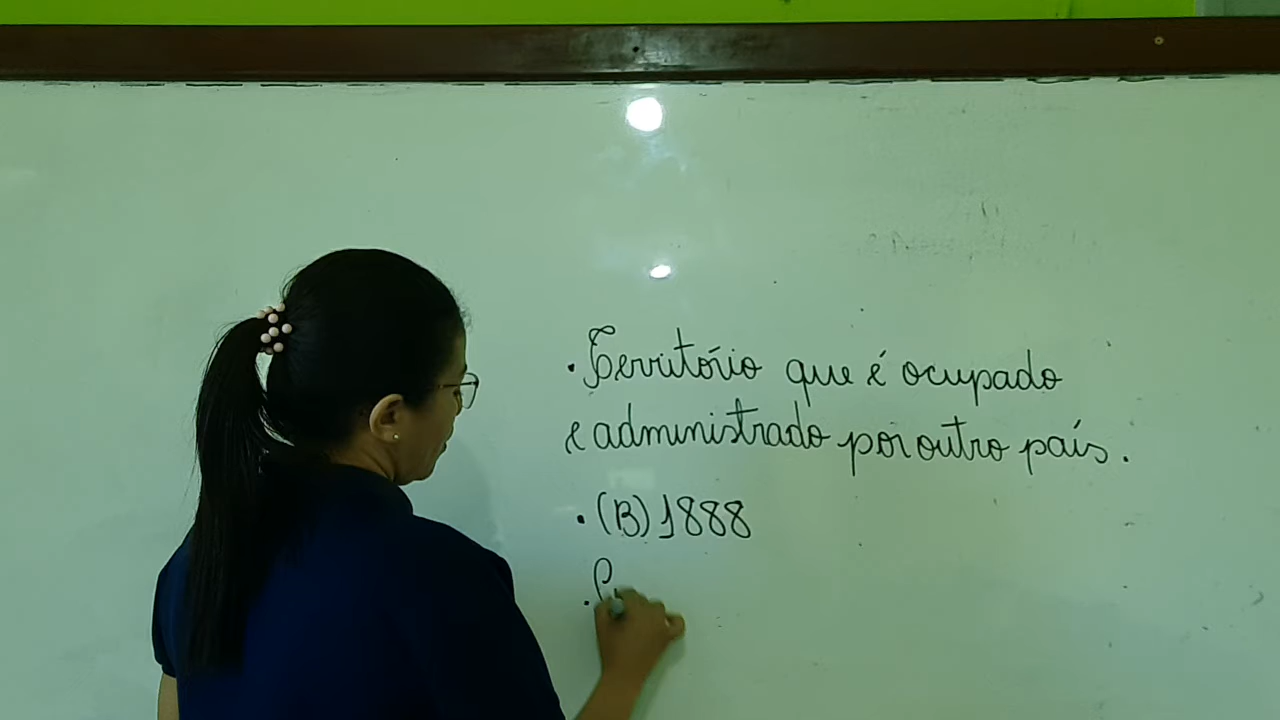 • Território que é ocupado
e administrado por outro país.
• (B) 1888
•